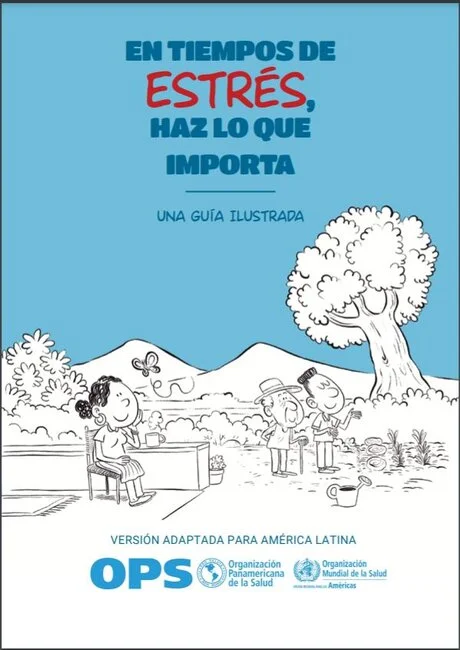 EN TIEMPOS DE
ESTRÉS,
HAZ LO QUE
IMPORTA
UNA GUÍA ILUSTRADA
VERSIÓN ADAPTADA PARA AMÉRICA LATINA
OPS
Organización
Panamericana
de la Salud
Organización
Mundial de la Salud
Américas